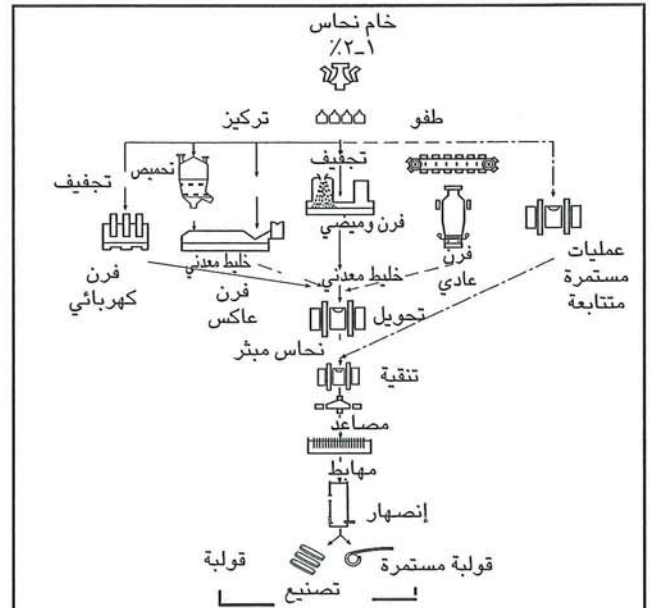 خام نحاس
١-٢٪
طفو
تركيز
تجفيف
تحميص
تجفيف
فرن وميضي
فرن
كهربائي
خليط معدني
فرن
عاكس
خليط معدني
فرن
عادي
عمليات
مستمرة
متتابعة
تحويل
نحاس مبثر
تنقية
مصاعد
مهابط
إنصهار
قولبة مستمرة
قولبة
تصنيع